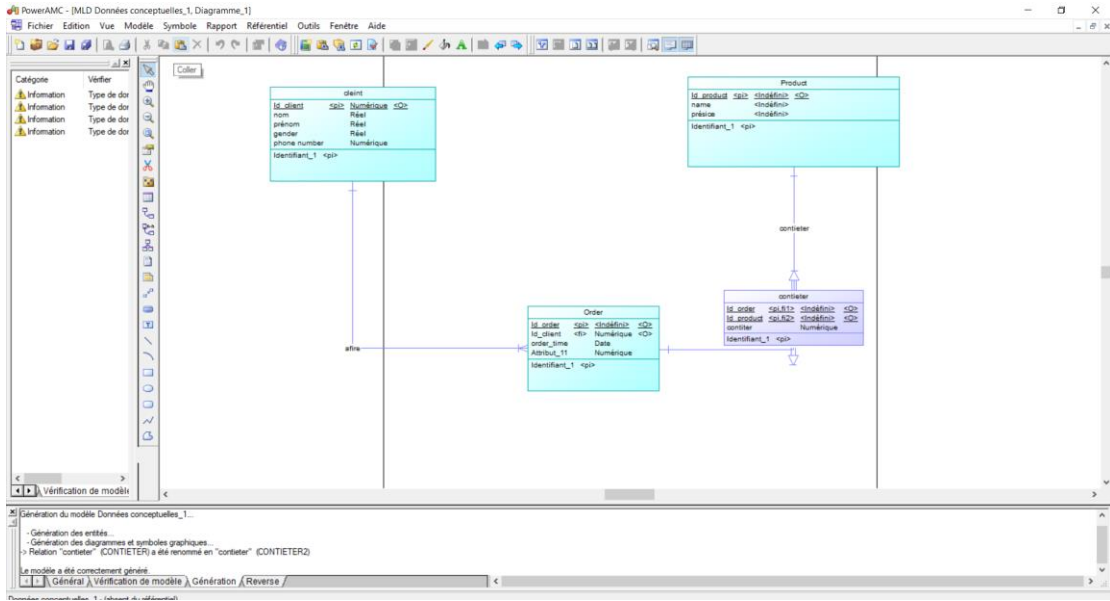 PowerAMC - [MLD Données conceptuelles_1, Diagramme_1]
Fichier Edition Vue Modèle Symbole Rapport Référentiel Outils Fenêtre Aide
Catégorie Vérifier
Information Type de dor
Information Type de dor
Information Type de dor
Information Type de dor
Vérification de modèle
Coller
cleint
Id_client <pi> Numérique <O>
nom Réel
prénom Réel
gender Réel
phone number Numérique
Identifiant_1 <pi>
Product
Id_product <pi> <Indéfini> <O>
name <Indéfini>
présice <Indéfini>
Identifiant_1 <pi>
contieter
contieter
Id_order <pi,fi1> <Indéfini> <O>
Id_product <pi,fi2> <Indéfini> <O>
contiter Numérique
Identifiant_1 <pi>
Order
Id_order <pi> <Indéfini> <O>
Id_client <fi> Numérique <O>
order_time Date
Attribut_11 Numérique
Identifiant_1 <pi>
afire
Génération du modèle Données conceptuelles_1...
- Génération des entités...
- Génération des diagrammes et symboles graphiques...
-> Relation "contieter" (CONTIETER) a été renommé en "contieter" (CONTIETER2)
Le modèle a été correctement généré.
Général Vérification de modèle Génération Reverse
Données conceptuelles_1 - (absent du référentiel)